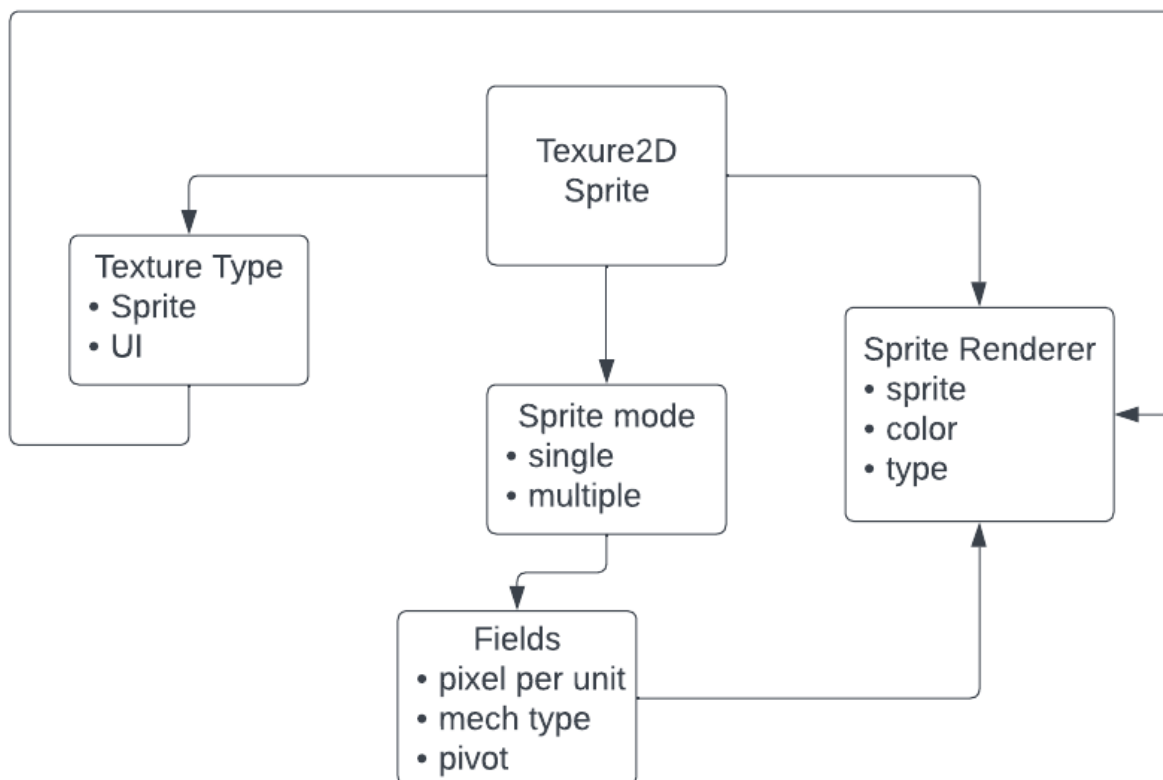 Texure2D
Sprite
Texture Type
• Sprite
• UI
Sprite Renderer
• sprite
• color
• type
Sprite mode
• single
• multiple
Fields
• pixel per unit
• mech type
• pivot